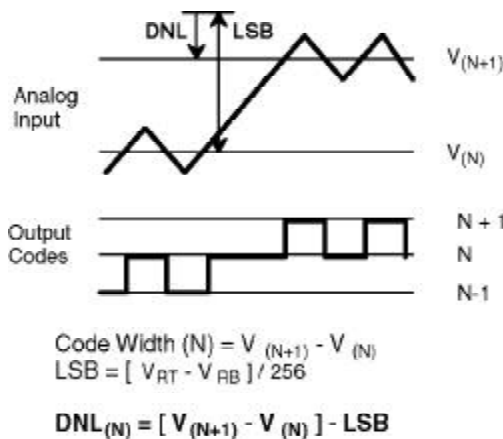 DNL LSB
V(N+1)
Analog
Input
V(N)
N + 1
Output
Codes
N
N-1
Code Width (N) = V (N+1) - V (N)
LSB = [ VRT - VRB ] / 256
DNL(N) = [ V(N+1) - V(N) ] - LSB